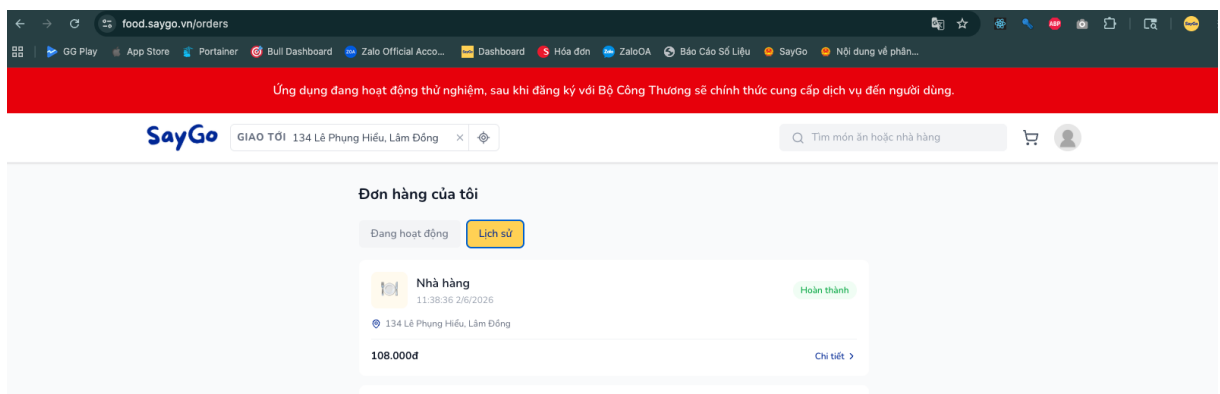 food.saygo.vn/orders
GG Play App Store Portainer Bull Dashboard Zalo Official Acco... Dashboard Hóa đơn ZaloOA Báo Cáo Số Liệu SayGo Nội dung về phân...
Ứng dụng đang hoạt động thử nghiệm, sau khi đăng ký với Bộ Công Thương sẽ chính thức cung cấp dịch vụ đến người dùng.
SayGo GIAO TỚI 134 Lê Phụng Hiểu, Lâm Đồng Tìm món ăn hoặc nhà hàng
Đơn hàng của tôi
Đang hoạt động Lịch sử
Nhà hàng
11:38:36 2/6/2026
Hoàn thành
134 Lê Phụng Hiểu, Lâm Đồng
108.000đ Chi tiết